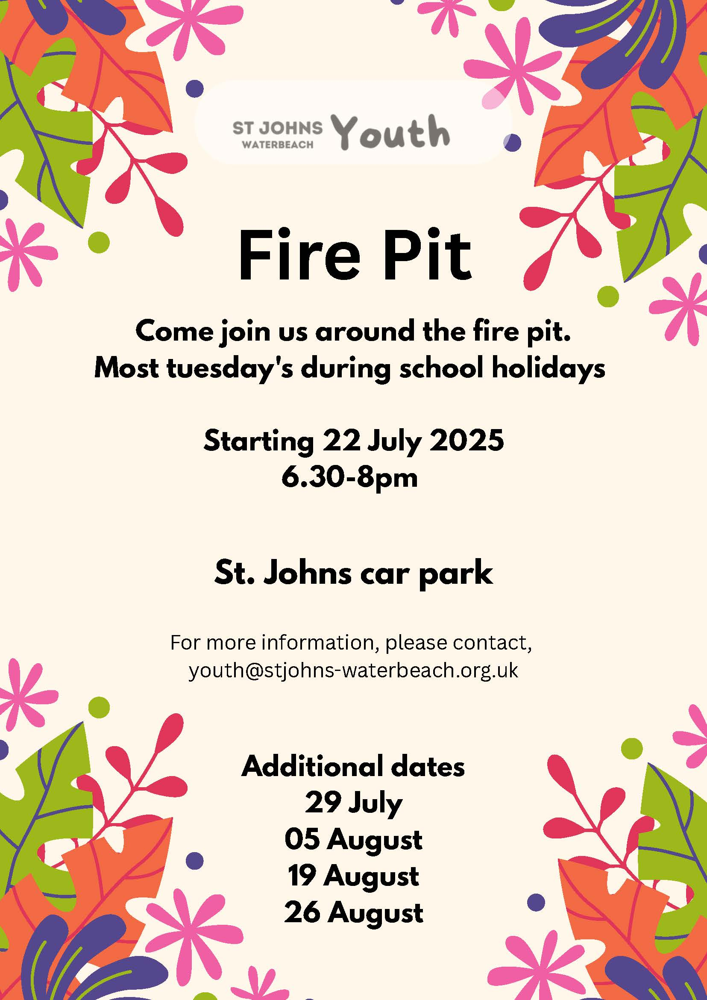 ST JOHNS Youth
WATERBEACH
Fire Pit
Come join us around the fire pit.
Most tuesday's during school holidays
Starting 22 July 2025
6.30-8pm
St. Johns car park
For more information, please contact,
youth@stjohns-waterbeach.org.uk
Additional dates
29 July
05 August
19 August
26 August